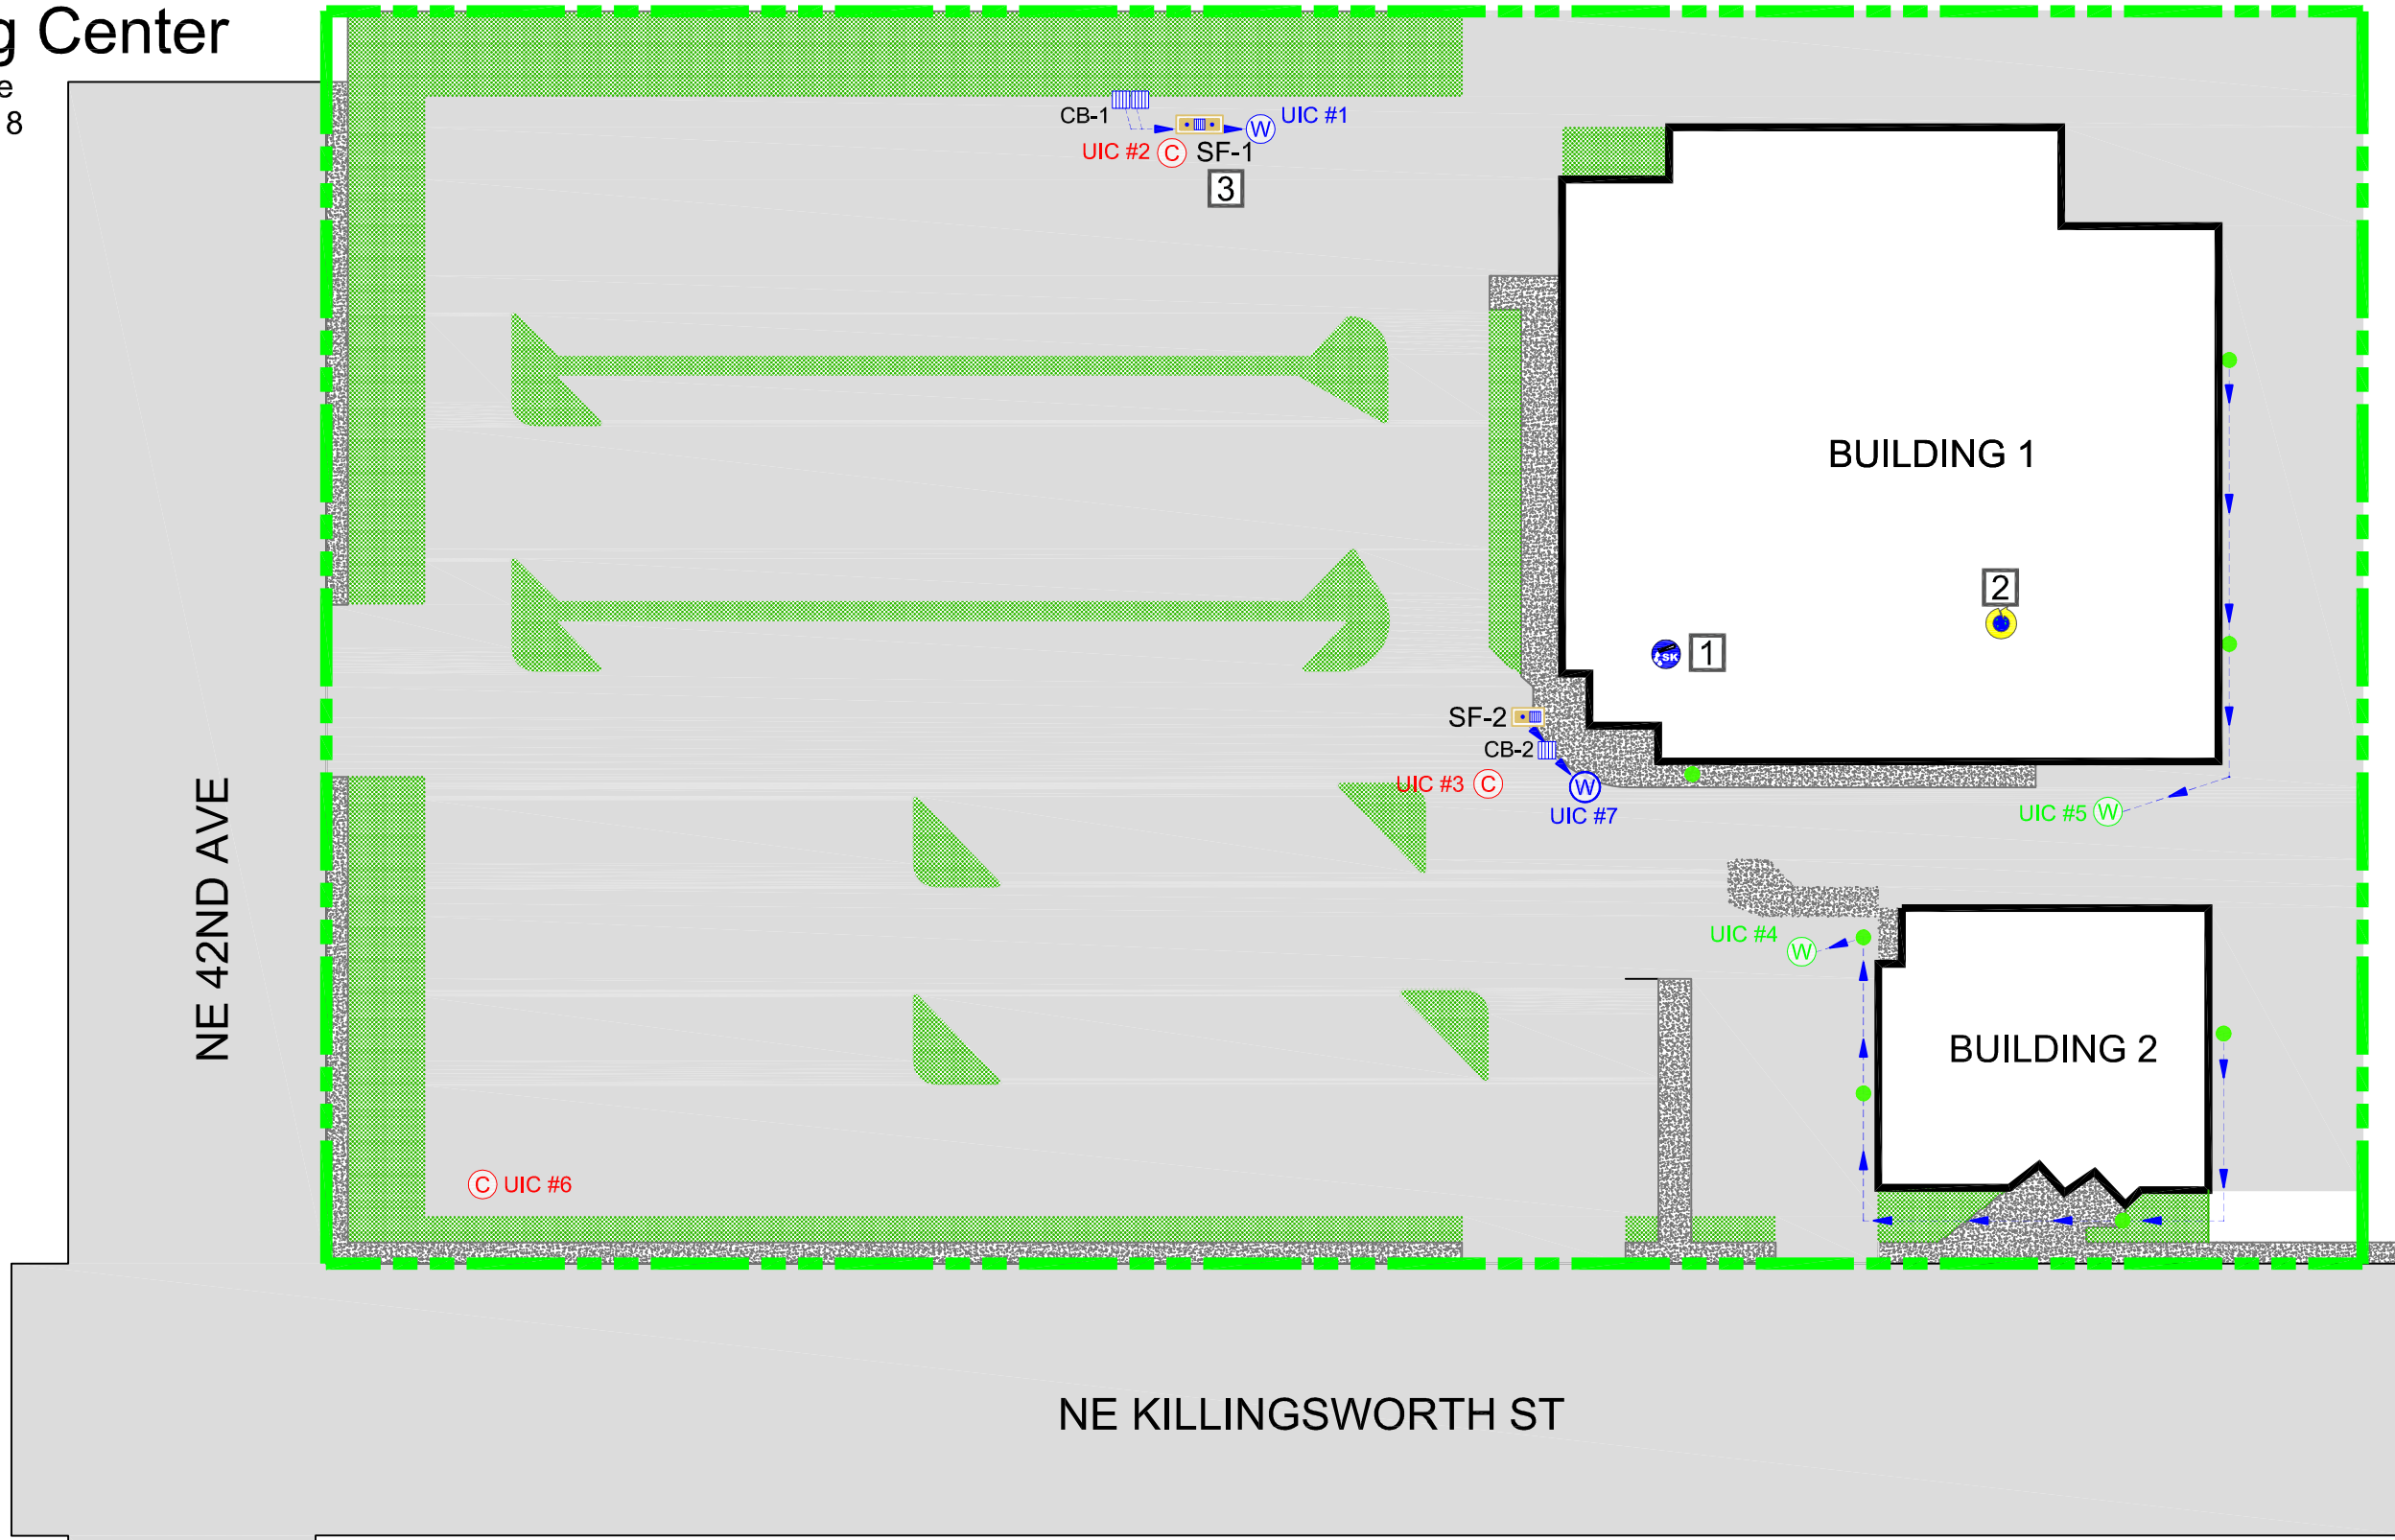 g Center
e
8
CB-1
UIC #1
UIC #2 C SF-1
W
3
BUILDING 1
2
SK
1
SF-2
CB-2
UIC #3 C
W
UIC #7
UIC #5 W
NE 42ND AVE
UIC #4
W
BUILDING 2
C UIC #6
NE KILLINGSWORTH ST